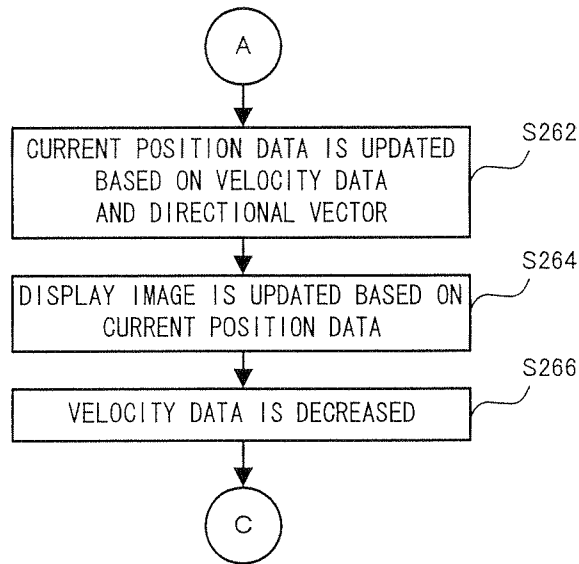 A
CURRENT POSITION DATA IS UPDATED
BASED ON VELOCITY DATA
AND DIRECTIONAL VECTOR
S262
DISPLAY IMAGE IS UPDATED BASED ON
CURRENT POSITION DATA
S264
VELOCITY DATA IS DECREASED
S266
C